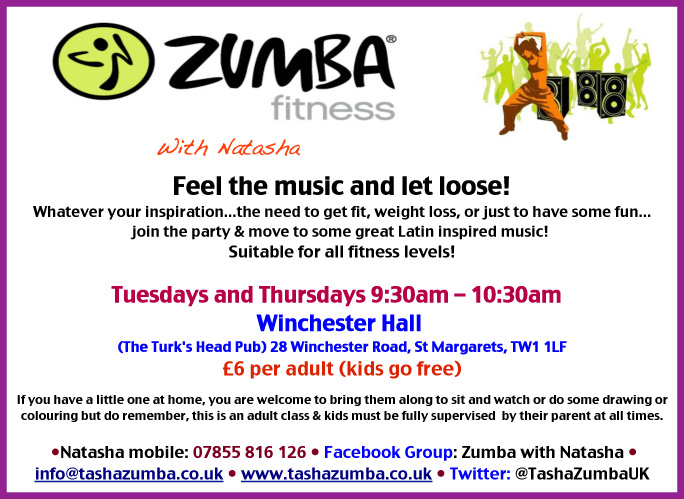 ZUMBA®
fitness
With Natasha
Feel the music and let loose!
Whatever your inspiration...the need to get fit, weight loss, or just to have some fun...
join the party & move to some great Latin inspired music!
Suitable for all fitness levels!
Tuesdays and Thursdays 9:30am – 10:30am
Winchester Hall
(The Turk's Head Pub) 28 Winchester Road, St Margarets, TW1 1LF
£6 per adult (kids go free)
If you have a little one at home, you are welcome to bring them along to sit and watch or do some drawing or
colouring but do remember, this is an adult class & kids must be fully supervised by their parent at all times.
•Natasha mobile: 07855 816 126 • Facebook Group: Zumba with Natasha •
info@tashazumba.co.uk • www.tashazumba.co.uk • Twitter: @TashaZumbaUK